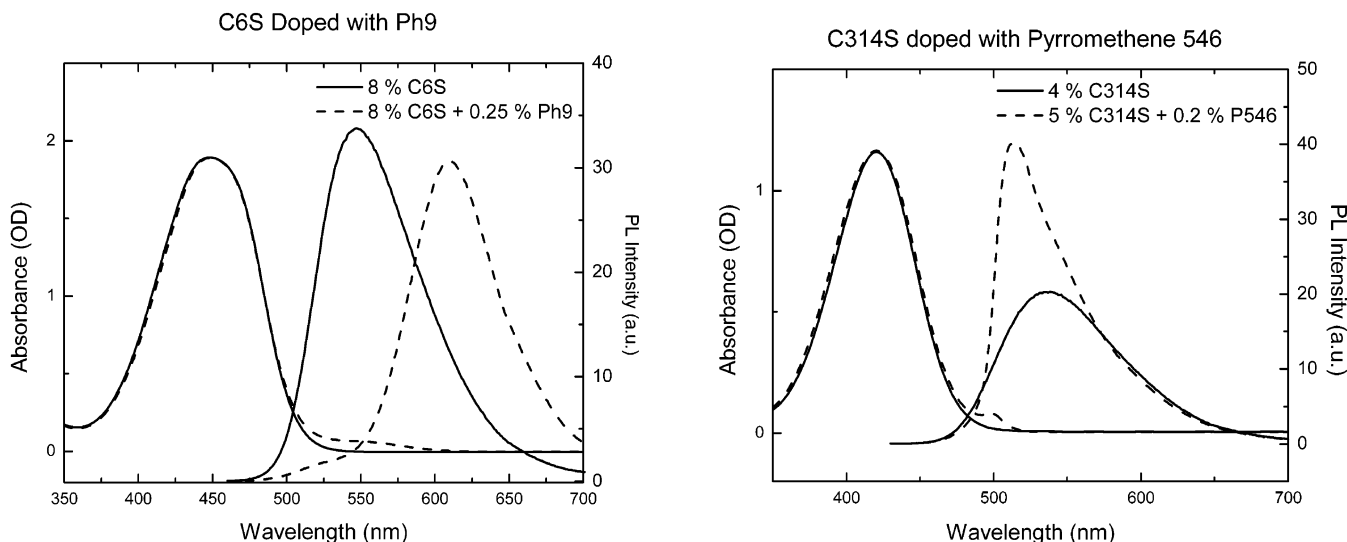 C6S Doped with Ph9
8 % C6S
8 % C6S + 0.25 % Ph9
Absorbance (OD)
0
1
2
PL Intensity (a.u.)
0
10
20
30
40
350 400 450 500 550 600 650 700
Wavelength (nm)
C314S doped with Pyrromethene 546
4 % C314S
5 % C314S + 0.2 % P546
Absorbance (OD)
0
1
PL Intensity (a.u.)
0
10
20
30
40
50
400 500 600 700
Wavelength (nm)